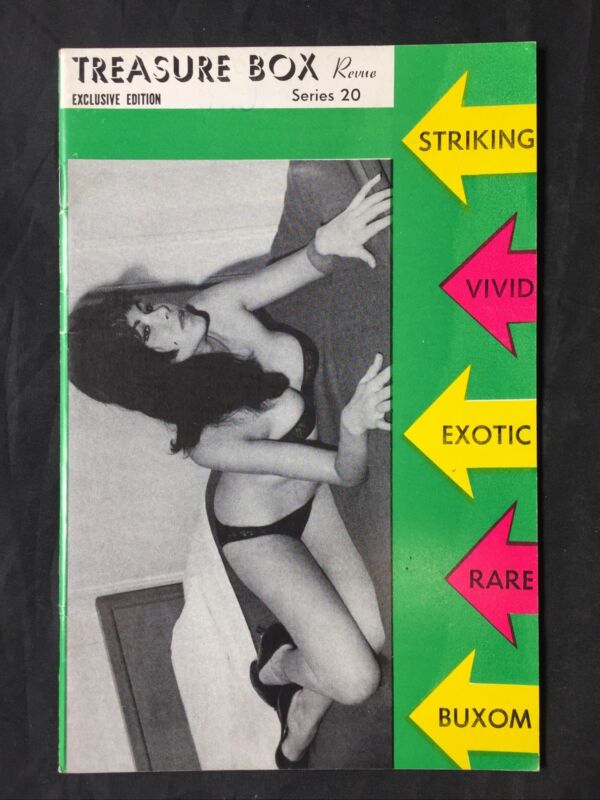 TREASURE BOX Revue
EXCLUSIVE EDITION Series 20
STRIKING
VIVID
EXOTIC
RARE
BUXOM